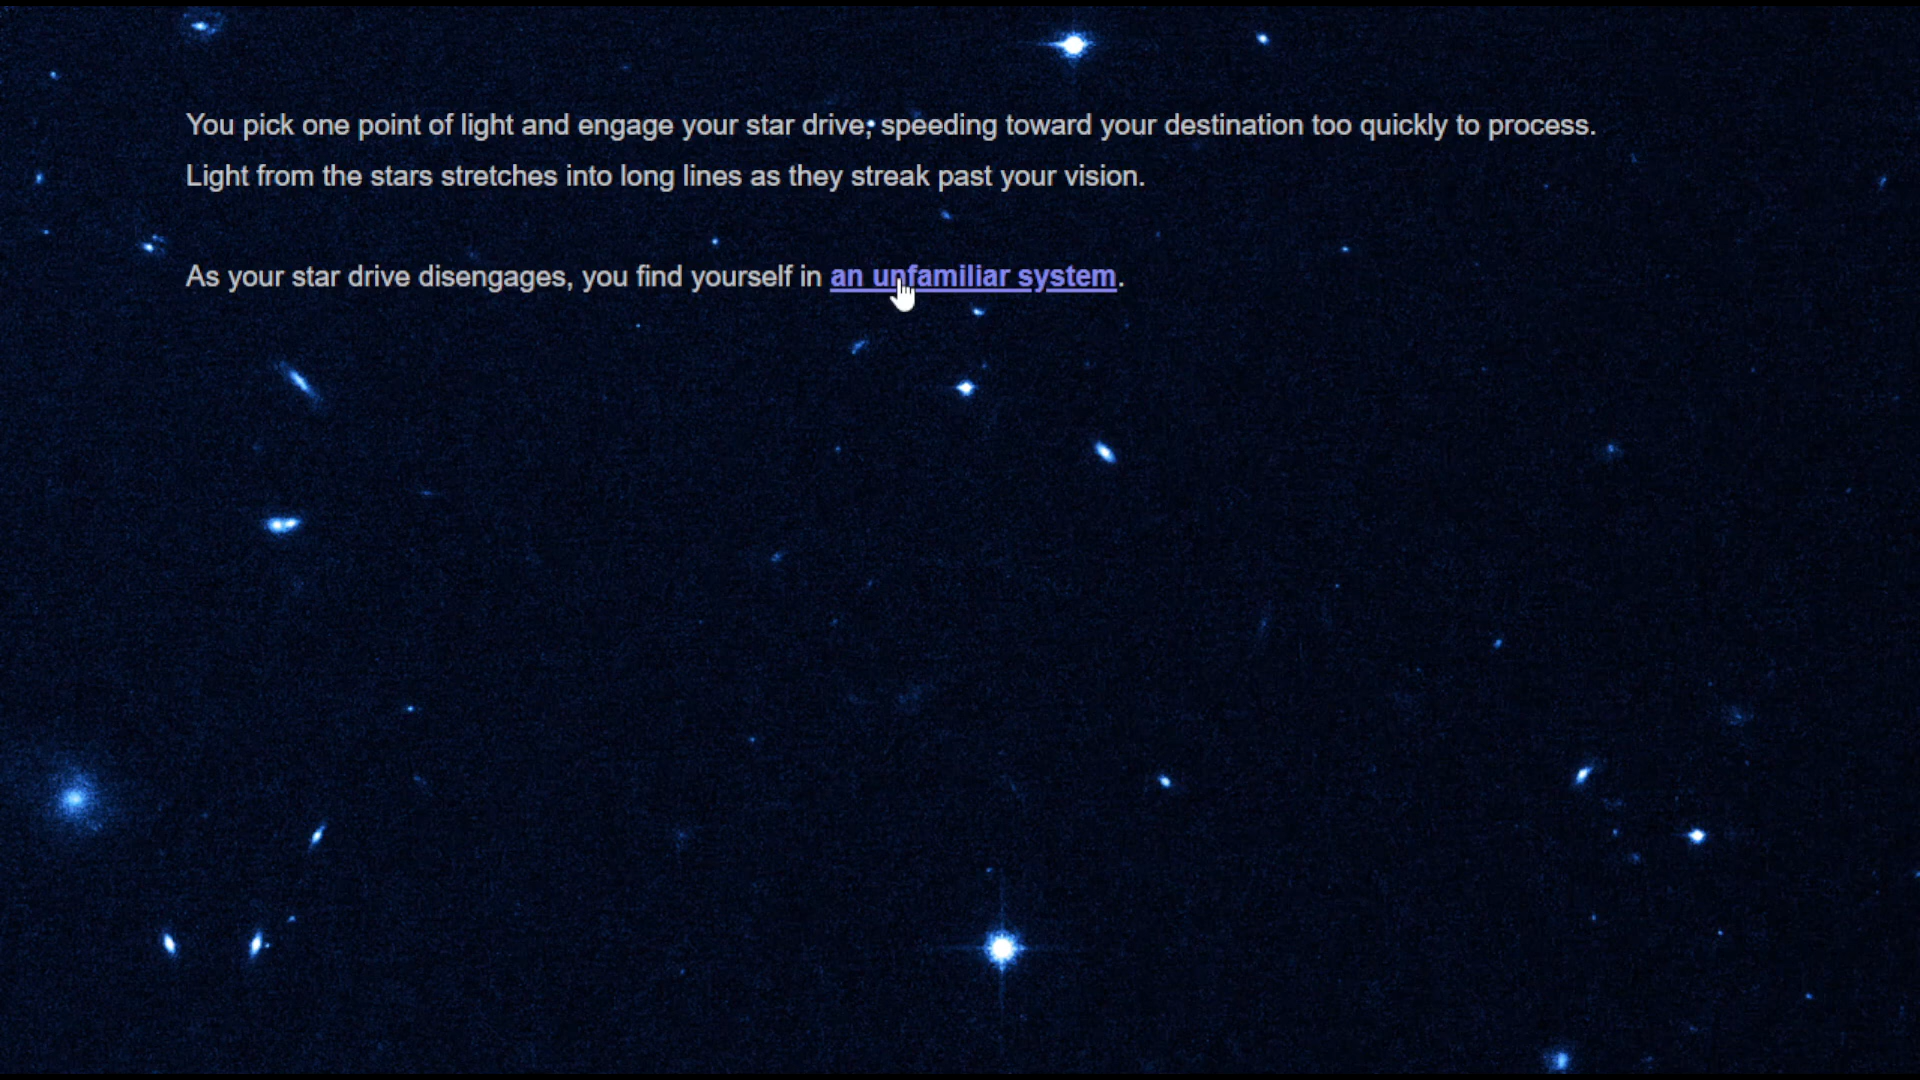 You pick one point of light and engage your star drive, speeding toward your destination too quickly to process.
Light from the stars stretches into long lines as they streak past your vision.
As your star drive disengages, you find yourself in an unfamiliar system.